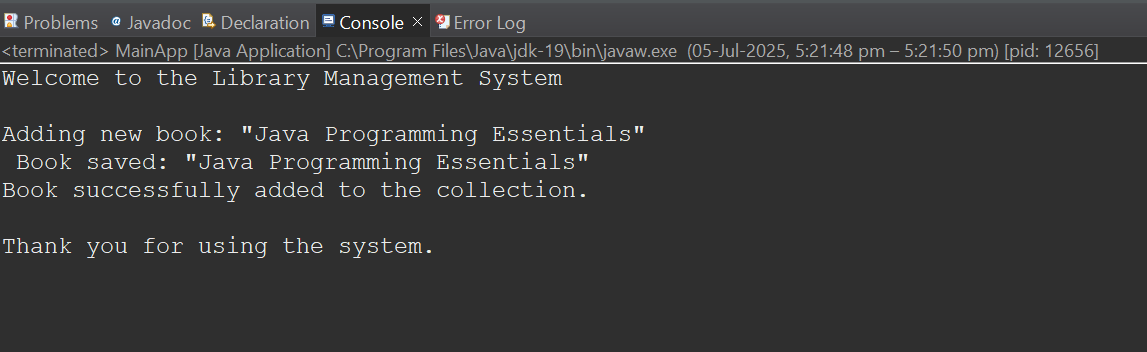 Problems Javadoc Declaration Console Error Log
<terminated> MainApp [Java Application] C:\Program Files\Java\jdk-19\bin\javaw.exe (05-Jul-2025, 5:21:48 pm – 5:21:50 pm) [pid: 12656]
Welcome to the Library Management System
Adding new book: "Java Programming Essentials"
Book saved: "Java Programming Essentials"
Book successfully added to the collection.
Thank you for using the system.